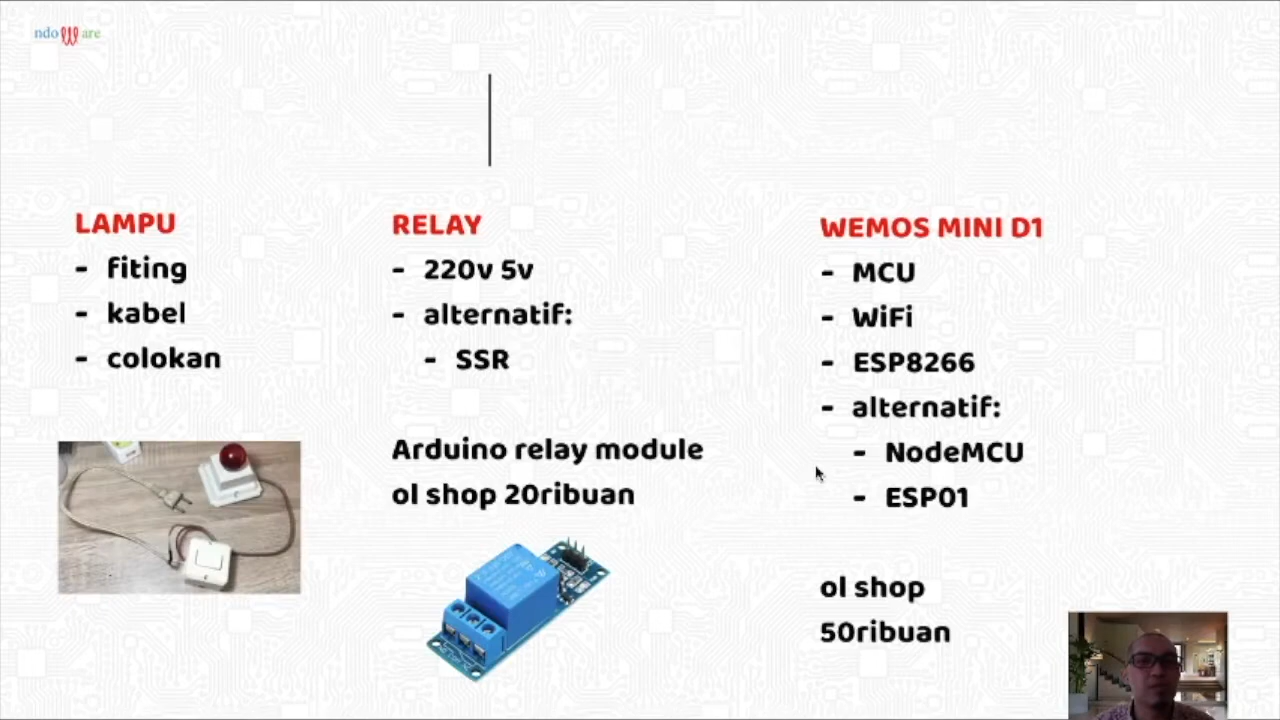 ndo are
LAMPU
- fiting
- kabel
- colokan
RELAY
- 220v 5v
- alternatif:
- SSR
Arduino relay module
ol shop 20ribuan
WEMOS MINI D1
- MCU
- WiFi
- ESP8266
- alternatif:
- NodeMCU
- ESP01
ol shop
50ribuan